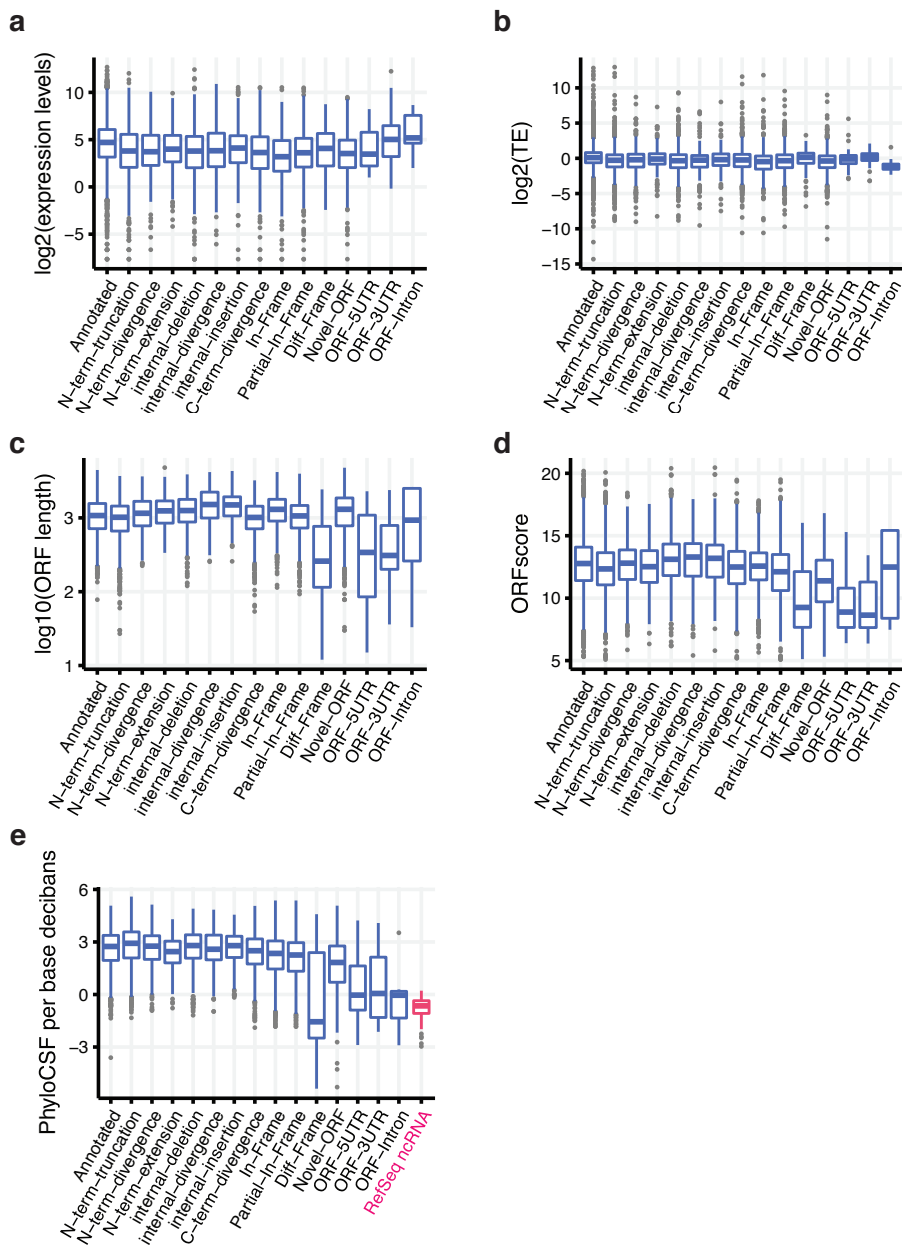 a
log2(expression levels)
10
5
0
−5
Annotated
N−term−truncation
N−term−divergence
N−term−extension
internal−deletion
internal−divergence
internal−insertion
C−term−divergence
In−Frame
Partial−In−Frame
Diff−Frame
Novel−ORF
ORF−5UTR
ORF−3UTR
ORF−Intron
b
log2(TE)
10
5
0
−5
−10
−15
Annotated
N−term−truncation
N−term−divergence
N−term−extension
internal−deletion
internal−divergence
internal−insertion
C−term−divergence
In−Frame
Partial−In−Frame
Diff−Frame
Novel−ORF
ORF−5UTR
ORF−3UTR
ORF−Intron
c
log10(ORF length)
3
2
1
Annotated
N−term−truncation
N−term−divergence
N−term−extension
internal−deletion
internal−divergence
internal−insertion
C−term−divergence
In−Frame
Partial−In−Frame
Diff−Frame
Novel−ORF
ORF−5UTR
ORF−3UTR
ORF−Intron
d
ORFscore
20
15
10
5
Annotated
N−term−truncation
N−term−divergence
N−term−extension
internal−deletion
internal−divergence
internal−insertion
C−term−divergence
In−Frame
Partial−In−Frame
Diff−Frame
Novel−ORF
ORF−5UTR
ORF−3UTR
ORF−Intron
e
PhyloCSF per base decibans
6
3
0
−3
Annotated
N−term−truncation
N−term−divergence
N−term−extension
internal−deletion
internal−divergence
internal−insertion
C−term−divergence
In−Frame
Partial−In−Frame
Diff−Frame
Novel−ORF
ORF−5UTR
ORF−3UTR
ORF−Intron
RefSeq ncRNA